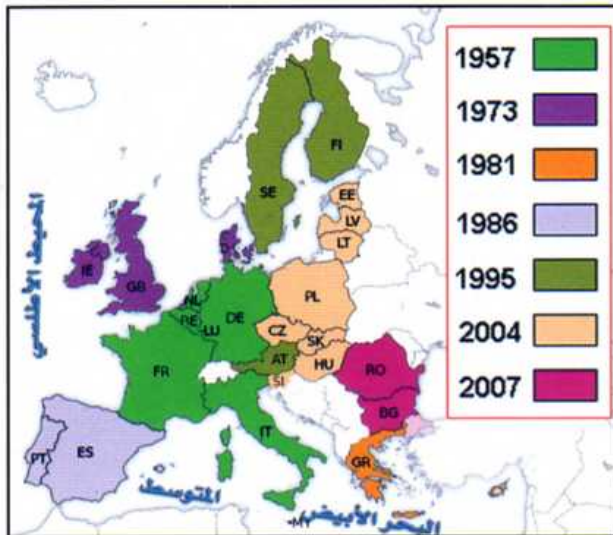 1957
1973
1981
1986
1995
2004
2007
FI
SE
EE
LV
LT
IE
GB
NL
BE
LU
DE
PL
CZ
SK
AT
HU
SI
FR
RO
BG
IT
PT
ES
GR
MT
المحيط الأطلسي
البحر الأبيض
المتوسط